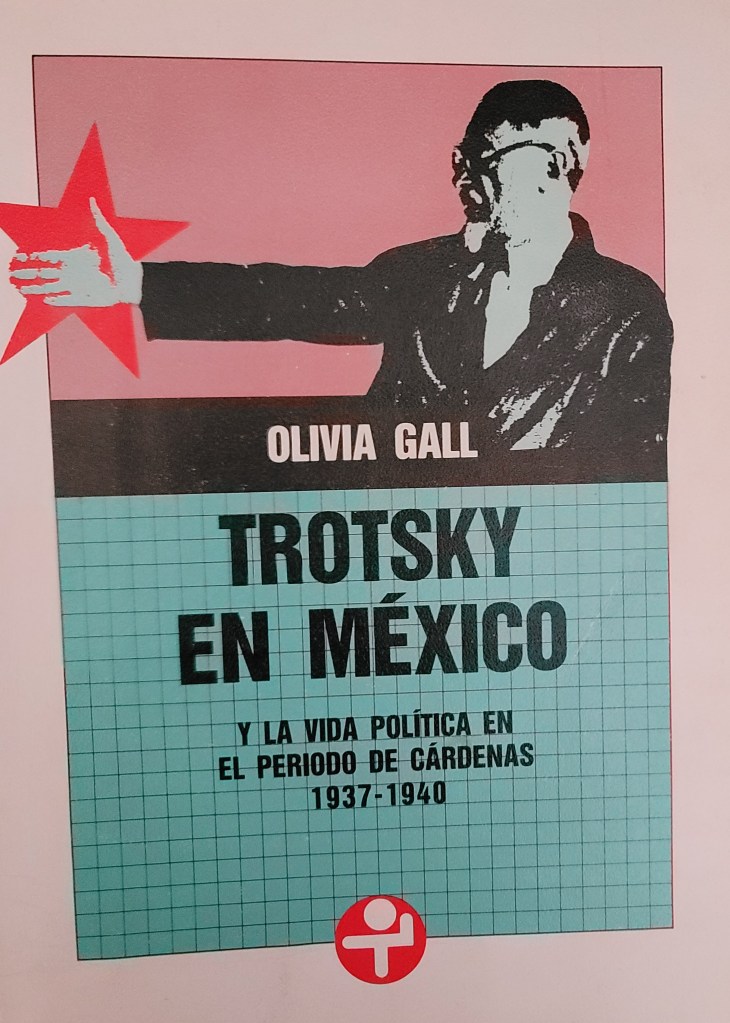 OLIVIA GALL
TROTSKY
EN MÉXICO
Y LA VIDA POLÍTICA EN
EL PERIODO DE CÁRDENAS
1937-1940